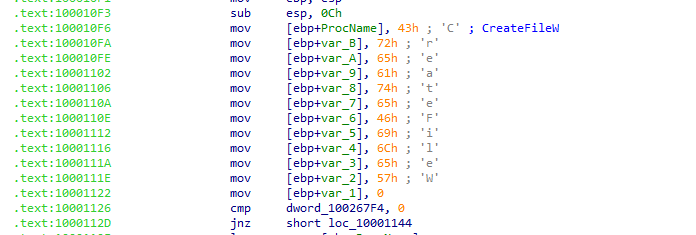 .text:100010F3 sub esp, 0Ch
.text:100010F6 mov [ebp+ProcName], 43h ; 'C' ; CreateFileW
.text:100010FA mov [ebp+var_B], 72h ; 'r'
.text:100010FE mov [ebp+var_A], 65h ; 'e'
.text:10001102 mov [ebp+var_9], 61h ; 'a'
.text:10001106 mov [ebp+var_8], 74h ; 't'
.text:1000110A mov [ebp+var_7], 65h ; 'e'
.text:1000110E mov [ebp+var_6], 46h ; 'F'
.text:10001112 mov [ebp+var_5], 69h ; 'i'
.text:10001116 mov [ebp+var_4], 6Ch ; 'l'
.text:1000111A mov [ebp+var_3], 65h ; 'e'
.text:1000111E mov [ebp+var_2], 57h ; 'W'
.text:10001122 mov [ebp+var_1], 0
.text:10001126 cmp dword_100267F4, 0
.text:1000112D jnz short loc_10001144